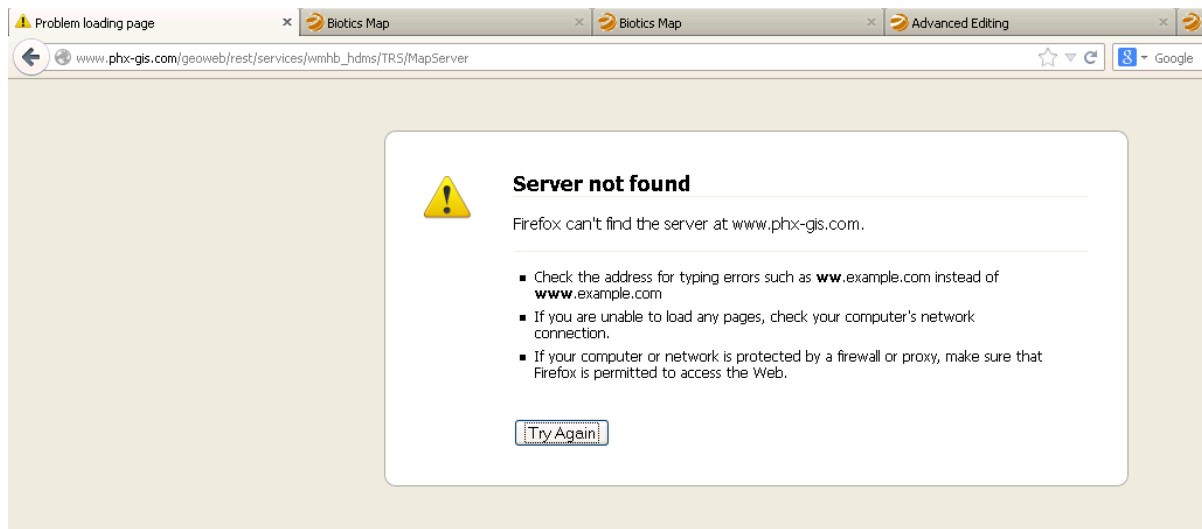 Problem loading page × Biotics Map × Biotics Map × Advanced Editing ×
www.phx-gis.com/geoweb/rest/services/wmhb_hdms/TRS/MapServer 8 Google
Server not found
Firefox can't find the server at www.phx-gis.com.
Check the address for typing errors such as ww.example.com instead of
www.example.com
If you are unable to load any pages, check your computer's network
connection.
If your computer or network is protected by a firewall or proxy, make sure that
Firefox is permitted to access the Web.
Try Again